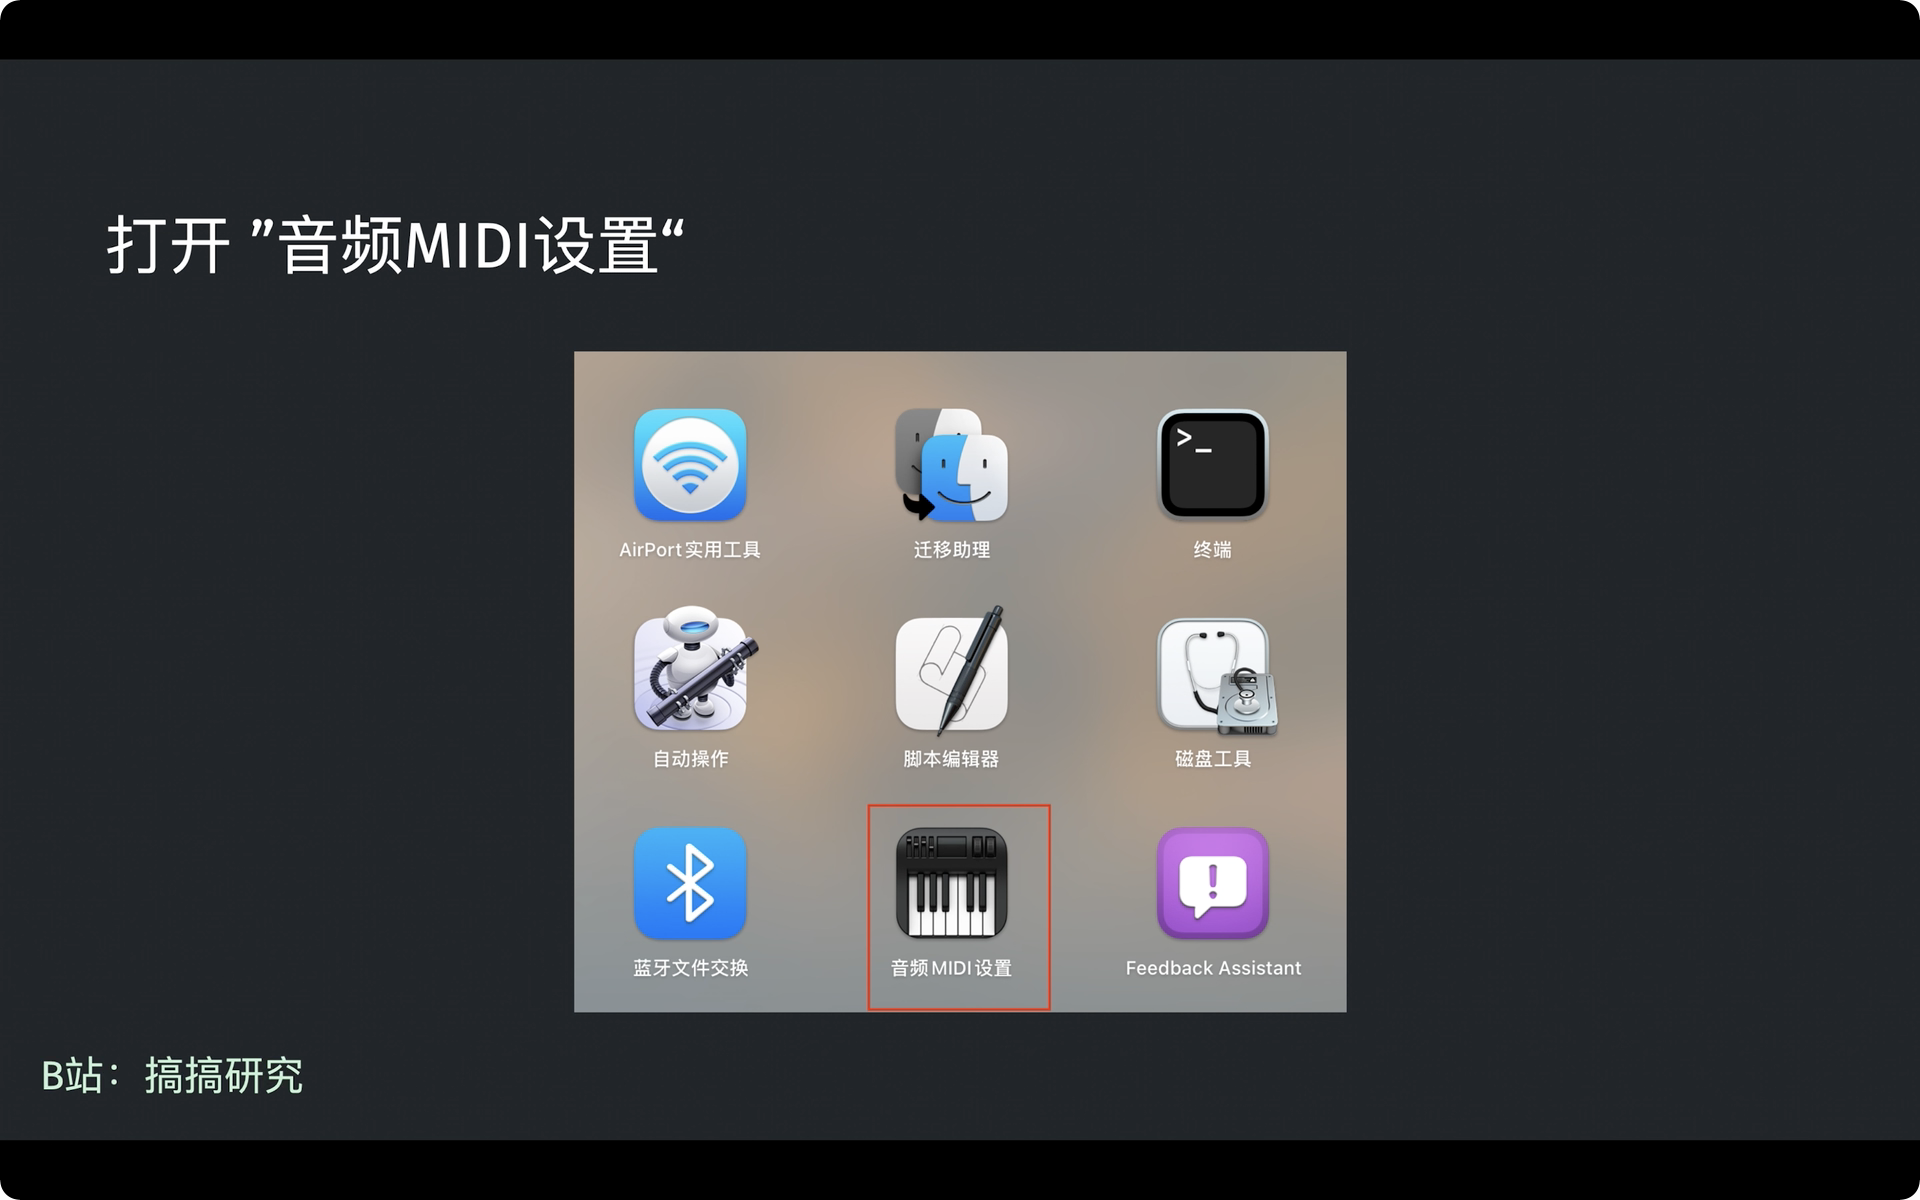 打开 ”音频MIDI设置“
>_
AirPort实用工具
迁移助理
终端
自动操作
脚本编辑器
磁盘工具
蓝牙文件交换
音频MIDI设置
Feedback Assistant
B站：搞搞研究